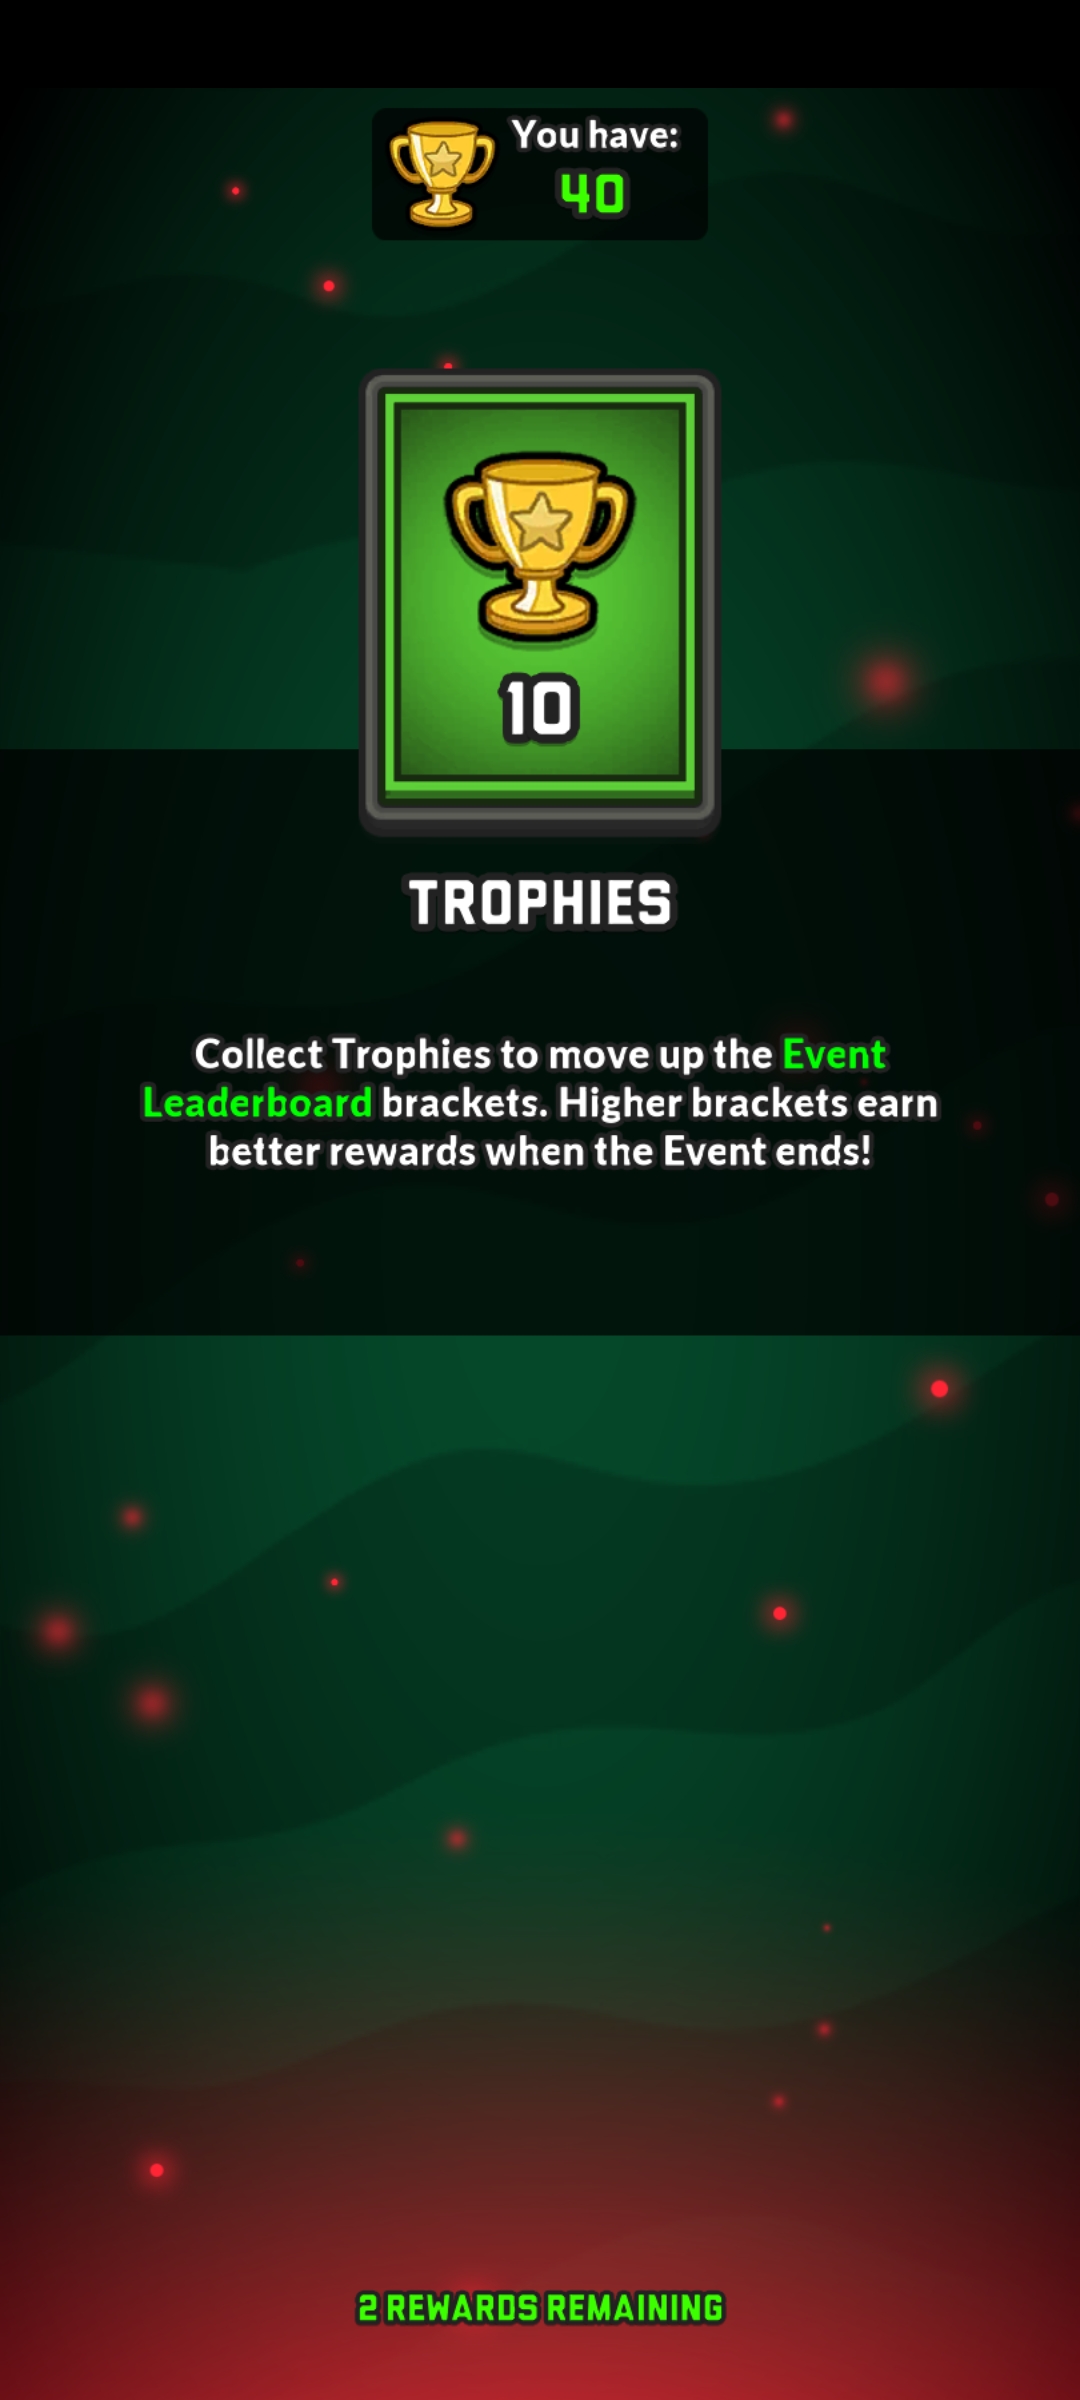 You have:
40
10
TROPHIES
Collect Trophies to move up the Event
Leaderboard brackets. Higher brackets earn
better rewards when the Event ends!
2 REWARDS REMAINING